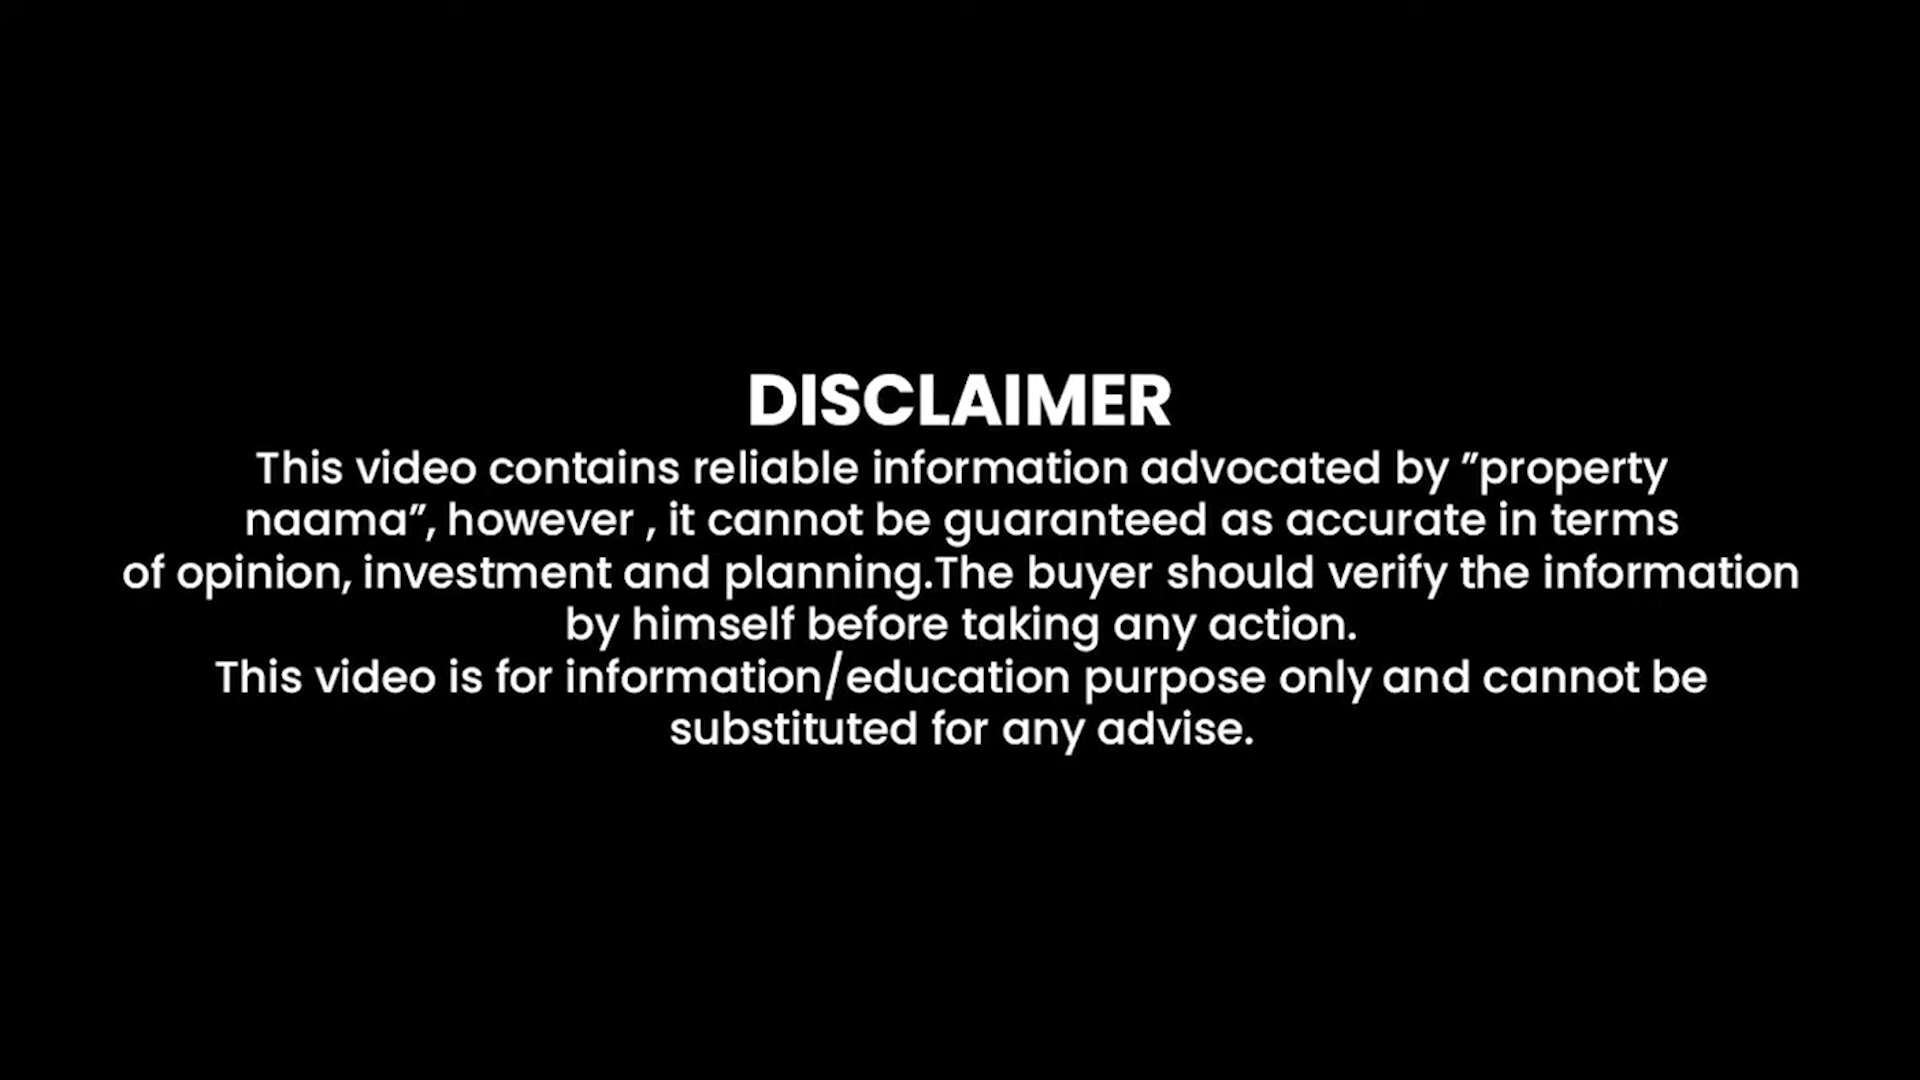 DISCLAIMER
This video contains reliable information advocated by ”property
naama”, however , it cannot be guaranteed as accurate in terms
of opinion, investment and planning.The buyer should verify the information
by himself before taking any action.
This video is for information/education purpose only and cannot be
substituted for any advise.